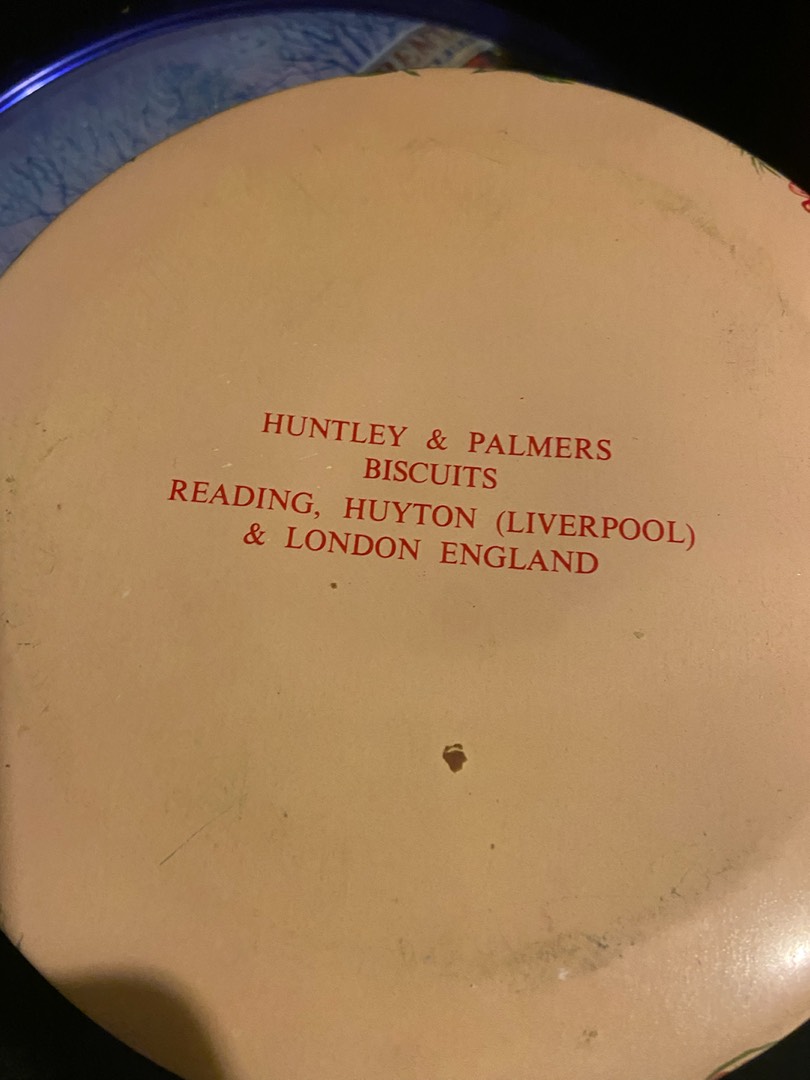 HUNTLEY & PALMERS
BISCUITS
READING, HUYTON (LIVERPOOL)
& LONDON ENGLAND